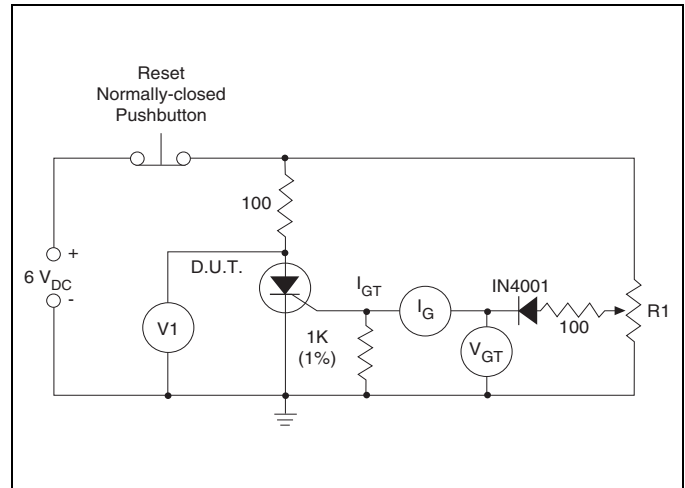 Reset
Normally-closed
Pushbutton
100
+
6 VDC
-
D.U.T.
V1
IGT
1K
(1%)
IG
IN4001
VGT
100
R1